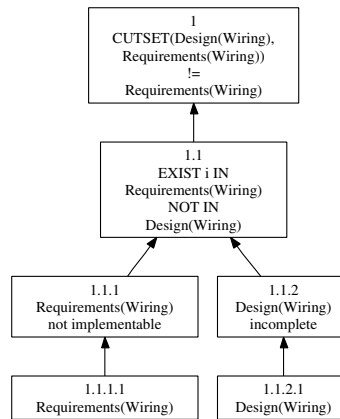 1
CUTSET(Design(Wiring),
Requirements(Wiring))
!=
Requirements(Wiring)
1.1
EXIST i IN
Requirements(Wiring)
NOT IN
Design(Wiring)
1.1.1
Requirements(Wiring)
not implementable
1.1.2
Design(Wiring)
incomplete
1.1.1.1
Requirements(Wiring)
1.1.2.1
Design(Wiring)